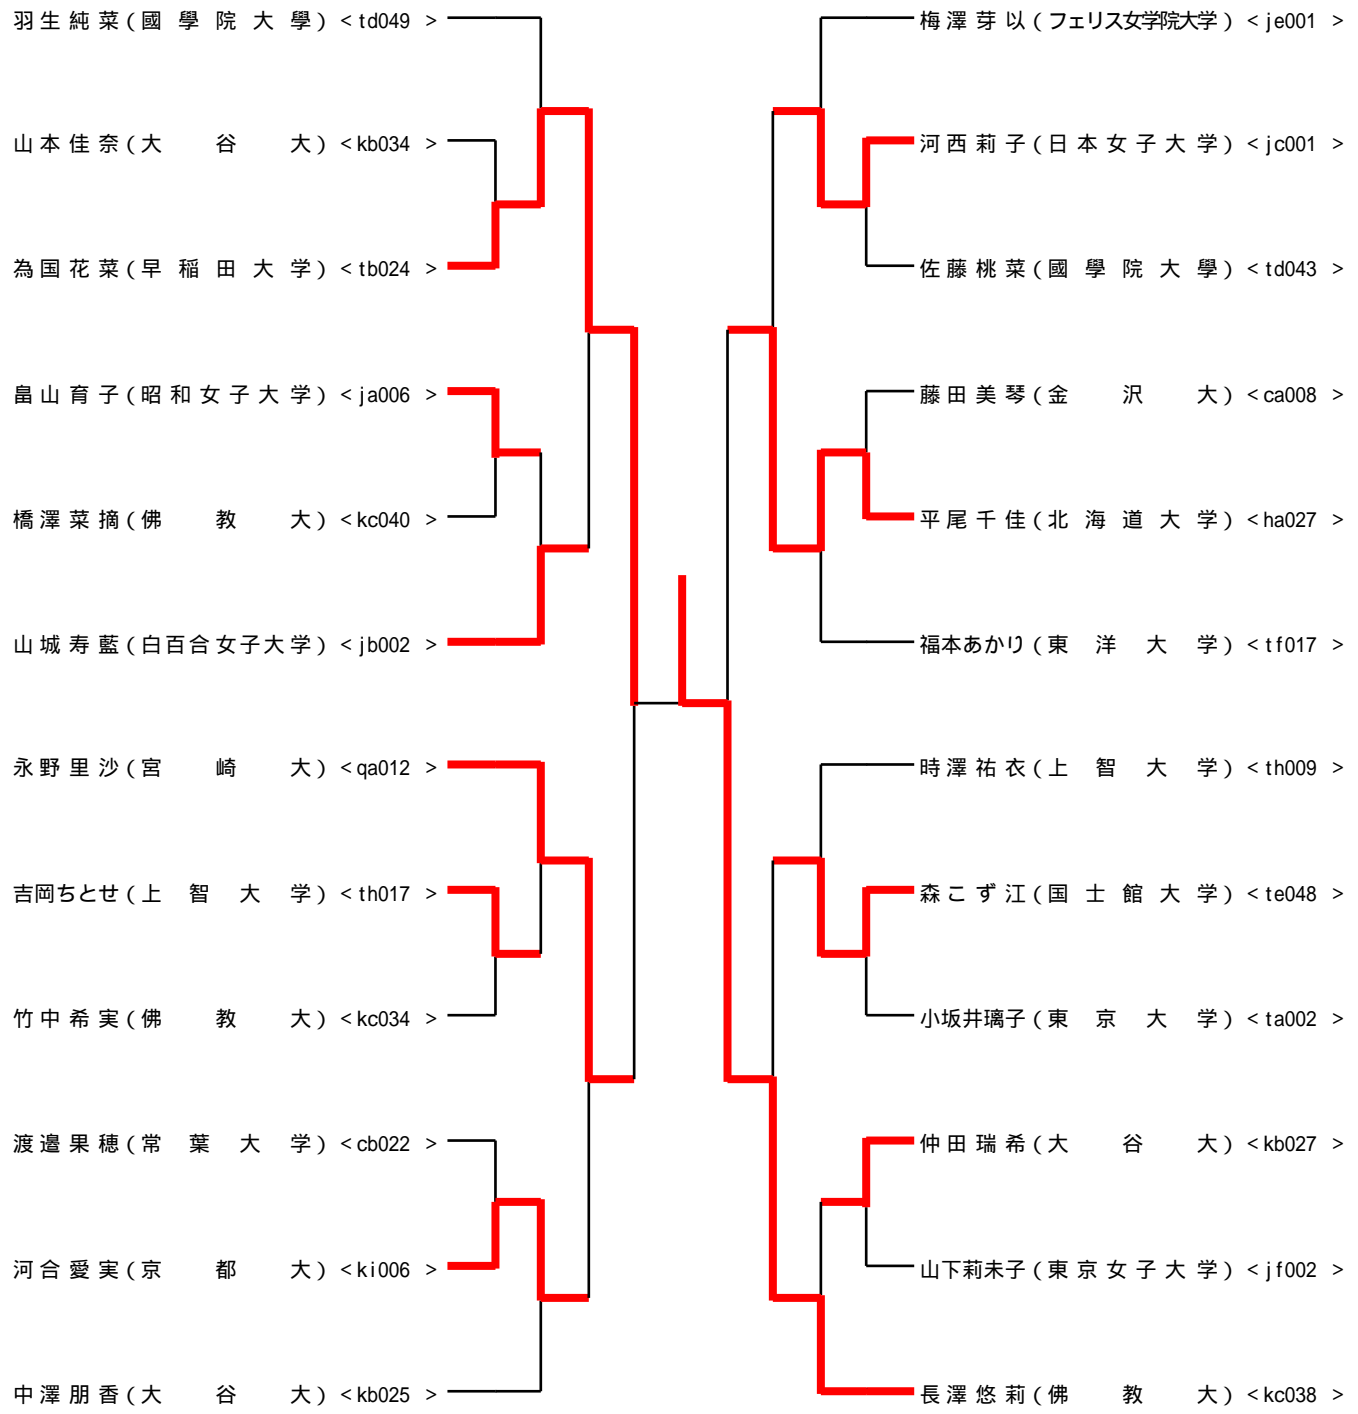 羽生純菜(國學院大學) <td049 >
山本佳奈(大谷大) <kb034 >
為国花菜(早稲田大学) <tb024 >
畠山育子(昭和女子大学) <ja006 >
橋澤菜摘(佛教大) <kc040 >
山城寿藍(白百合女子大学) <jb002 >
永野里沙(宮崎大) <qa012 >
吉岡ちとせ(上智大学) <th017 >
竹中希実(佛教大) <kc034 >
渡邉果穂(常葉大学) <cb022 >
河合愛実(京都大) <ki006 >
中澤朋香(大谷大) <kb025 >
梅澤芽以(フェリス女学院大学) <je001 >
河西莉子(日本女子大学) <jc001 >
佐藤桃菜(國學院大學) <td043 >
藤田美琴(金沢大) <ca008 >
平尾千佳(北海道大学) <ha027 >
福本あかり(東洋大学) <tf017 >
時澤祐衣(上智大学) <th009 >
森こず江(国士館大学) <te048 >
小坂井璃子(東京大学) <ta002 >
仲田瑞希(大谷大) <kb027 >
山下莉未子(東京女子大学) <jf002 >
長澤悠莉(佛教大) <kc038 >